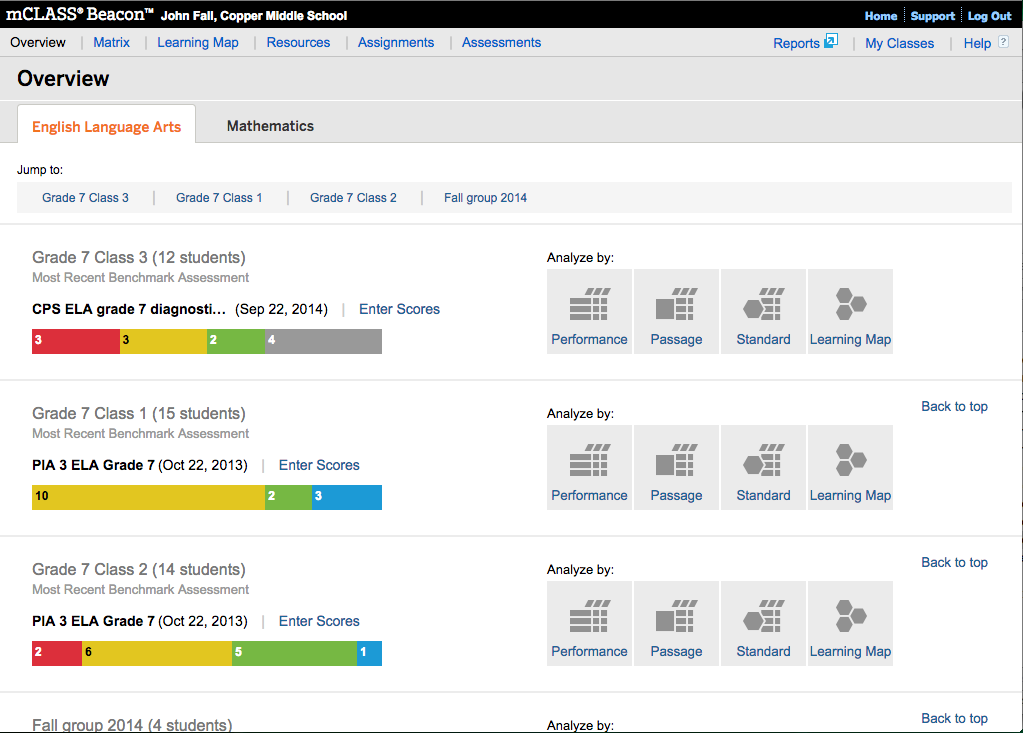 mCLASS® Beacon™ John Fall, Copper Middle School Home Support Log Out
Overview Matrix Learning Map Resources Assignments Assessments Reports My Classes Help ?
Overview
English Language Arts Mathematics
Jump to:
Grade 7 Class 3 Grade 7 Class 1 Grade 7 Class 2 Fall group 2014
Grade 7 Class 3 (12 students) Analyze by:
Most Recent Benchmark Assessment
CPS ELA grade 7 diagnosti... (Sep 22, 2014) Enter Scores
3 3 2 4 Performance Passage Standard Learning Map
Back to top
Grade 7 Class 1 (15 students) Analyze by:
Most Recent Benchmark Assessment
PIA 3 ELA Grade 7 (Oct 22, 2013) Enter Scores
10 2 3 Performance Passage Standard Learning Map
Back to top
Grade 7 Class 2 (14 students) Analyze by:
Most Recent Benchmark Assessment
PIA 3 ELA Grade 7 (Oct 22, 2013) Enter Scores
2 6 5 1 Performance Passage Standard Learning Map
Back to top
Fall group 2014 (4 students) Analyze by: